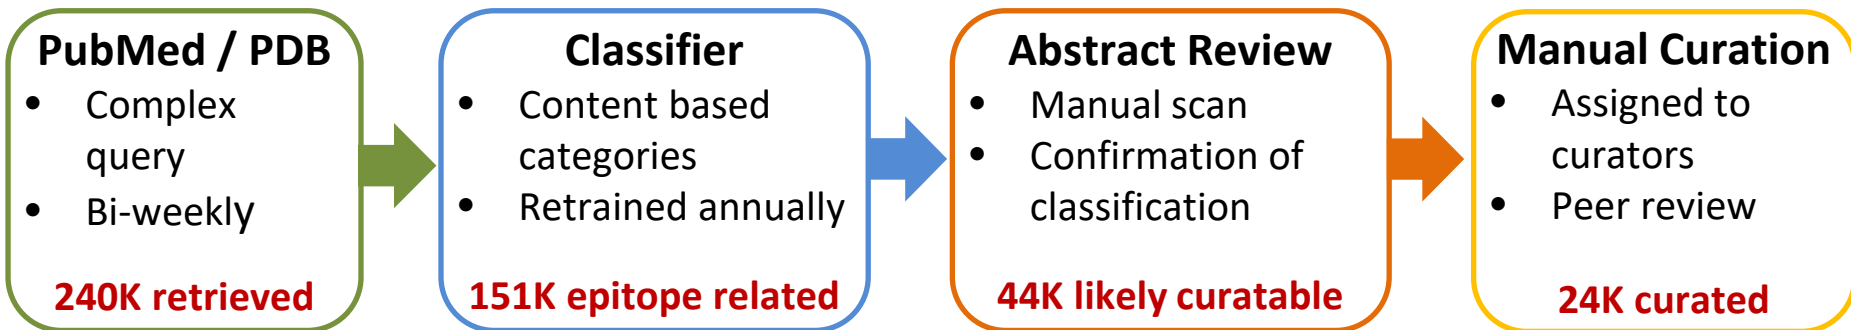 PubMed / PDB
• Complex
query
• Bi-weekly
240K retrieved
Classifier
• Content based
categories
• Retrained annually
151K epitope related
Abstract Review
• Manual scan
• Confirmation of
classification
44K likely curatable
Manual Curation
• Assigned to
curators
• Peer review
24K curated